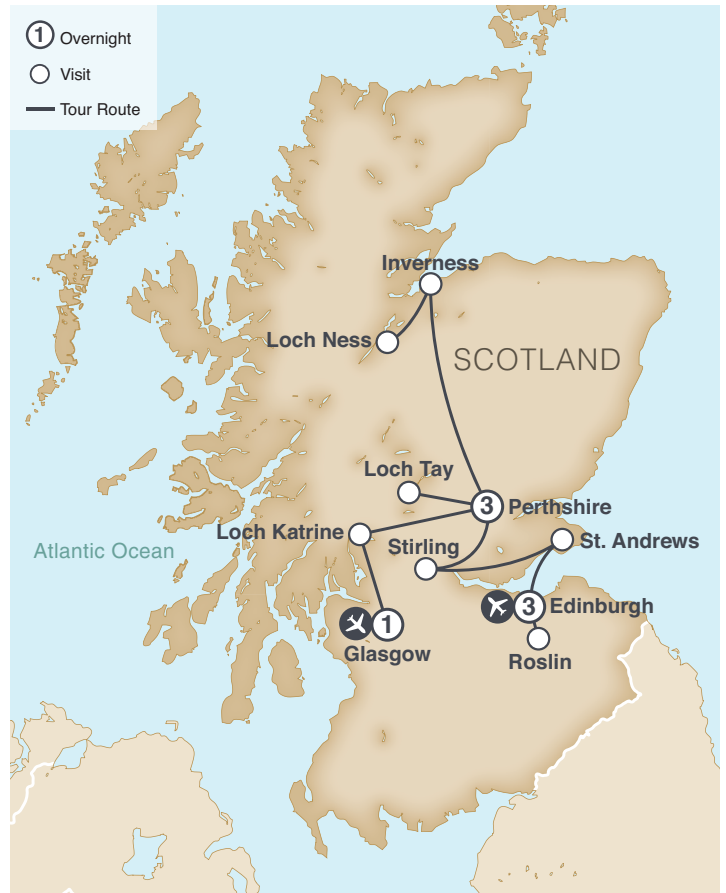 1 Overnight
Visit
Tour Route
Inverness
Loch Ness
SCOTLAND
Loch Tay
3 Perthshire
Loch Katrine
Stirling
St. Andrews
Atlantic Ocean
3 Edinburgh
1
Glasgow
Roslin